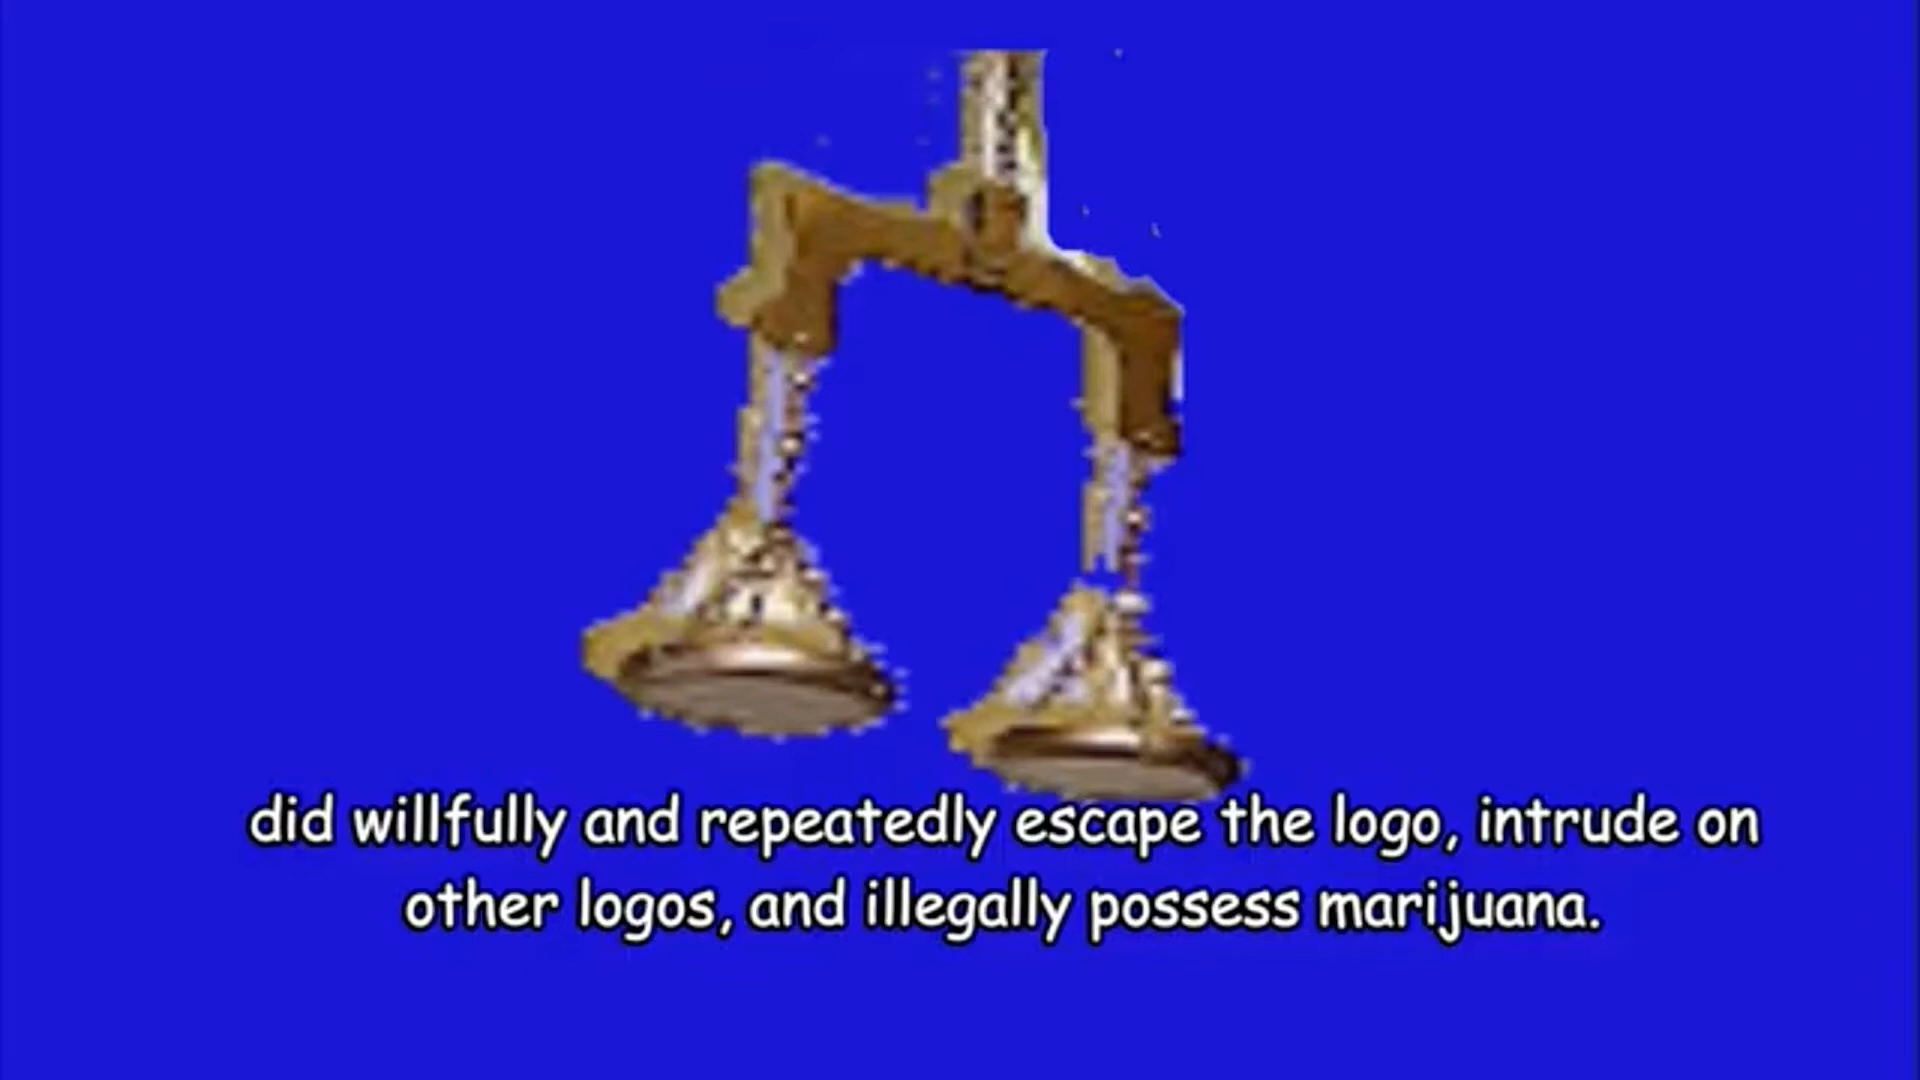 did willfully and repeatedly escape the logo, intrude on
other logos, and illegally possess marijuana.